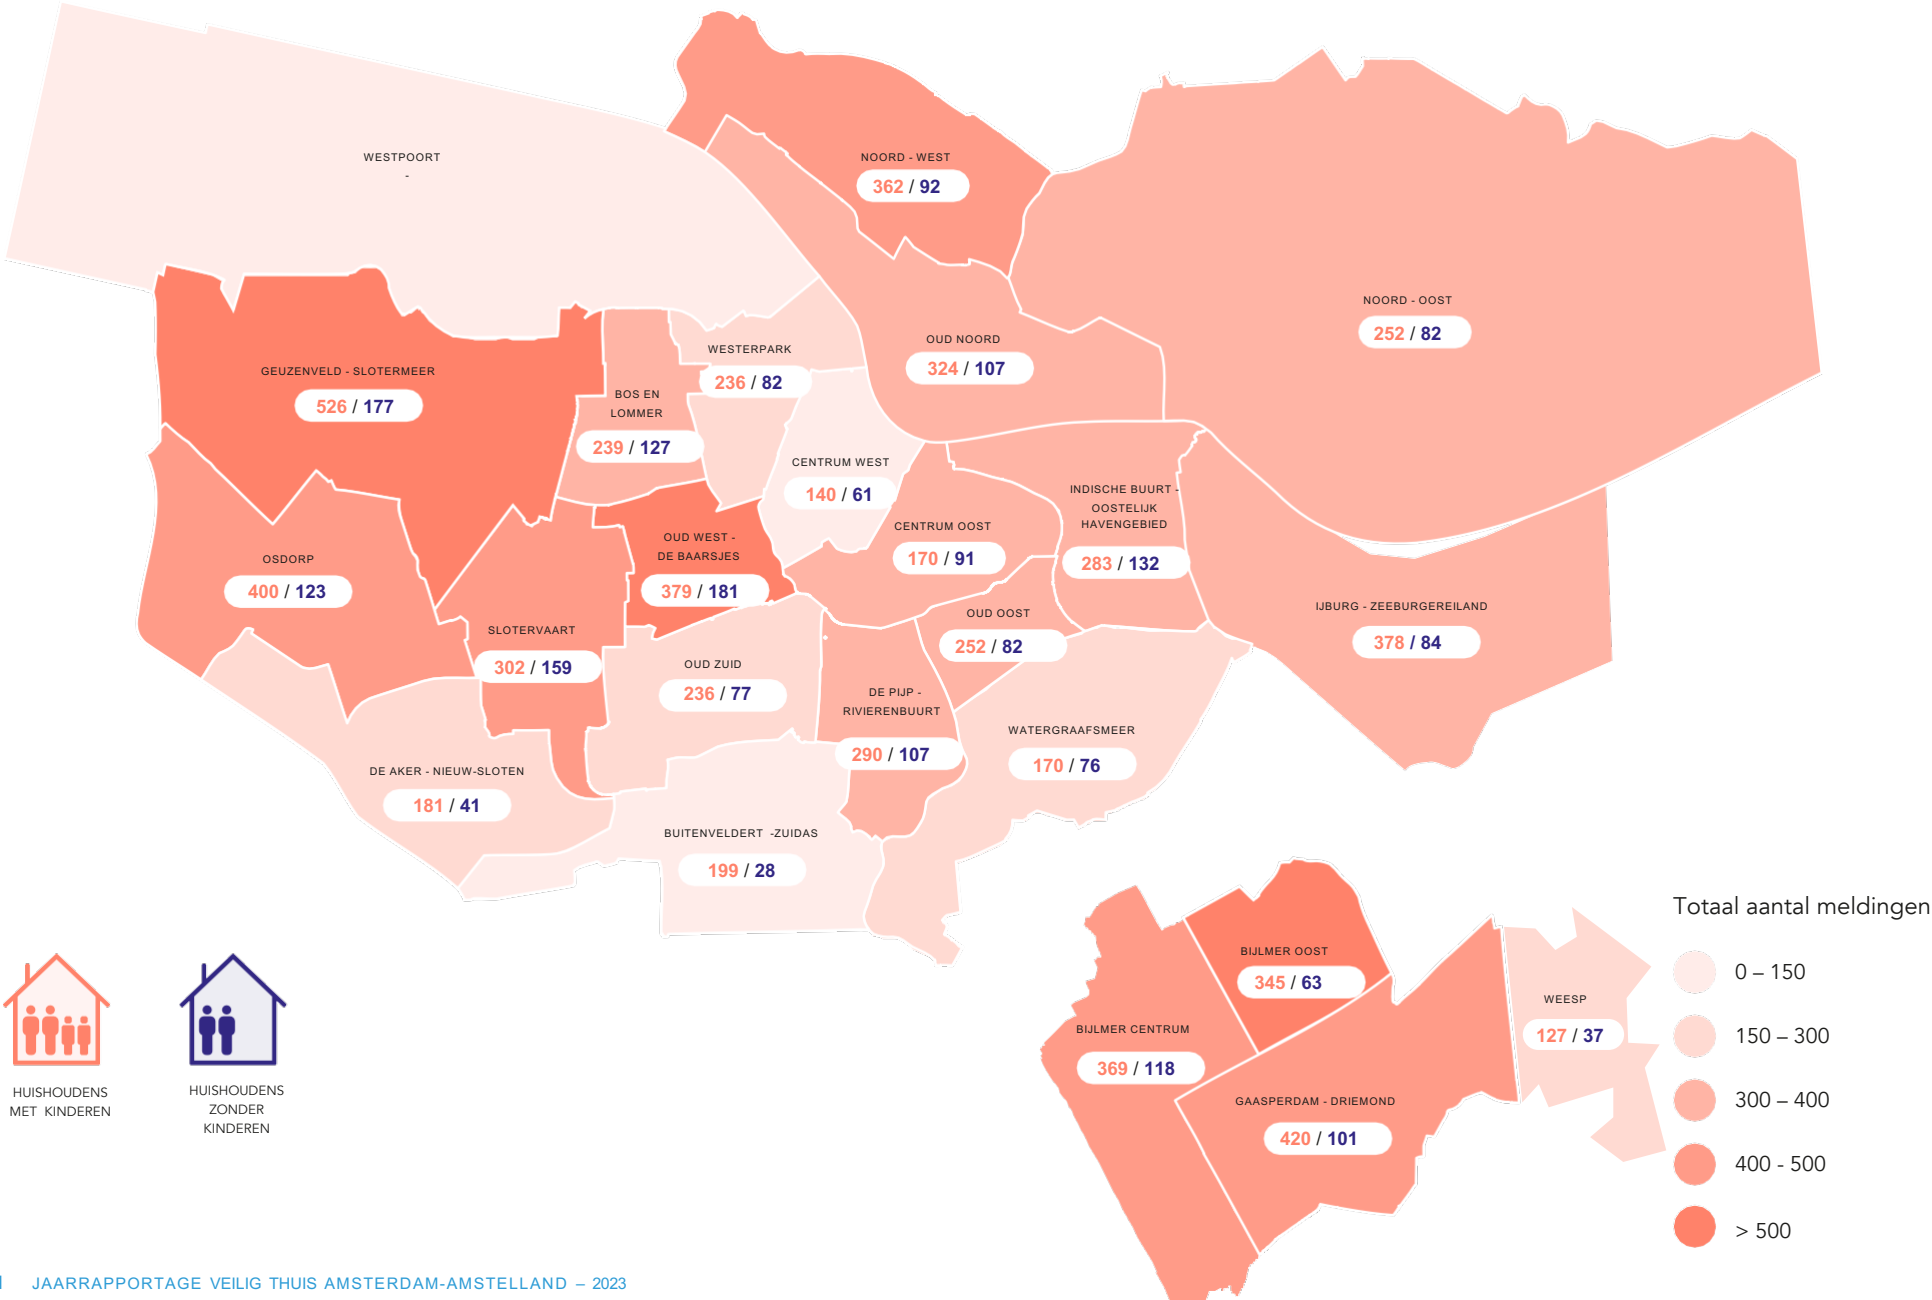 WESTPOORT
-
NOORD - WEST
362 / 92
NOORD - OOST
252 / 82
OUD NOORD
324 / 107
WESTERPARK
236 / 82
GEUZENVELD - SLOTERMEER
526 / 177
BOS EN
LOMMER
239 / 127
CENTRUM WEST
140 / 61
INDISCHE BUURT -
OOSTELIJK
HAVENGEBIED
283 / 132
CENTRUM OOST
170 / 91
OUD WEST -
DE BAARSJES
379 / 181
OSDORP
400 / 123
IJBURG - ZEEBURGEREILAND
378 / 84
OUD OOST
252 / 82
SLOTERVAART
302 / 159
OUD ZUID
236 / 77
DE PIJP -
RIVIERENBUURT
290 / 107
WATERGRAAFSMEER
170 / 76
DE AKER - NIEUW-SLOTEN
181 / 41
BUITENVELDERT -ZUIDAS
199 / 28
BIJLMER OOST
345 / 63
BIJLMER CENTRUM
369 / 118
GAASPERDAM - DRIEMOND
420 / 101
WEESP
127 / 37
Totaal aantal meldingen
0 – 150
150 – 300
300 – 400
400 - 500
> 500
HUISHOUDENS
MET KINDEREN
HUISHOUDENS
ZONDER
KINDEREN
JAARRAPPORTAGE VEILIG THUIS AMSTERDAM-AMSTELLAND – 2023